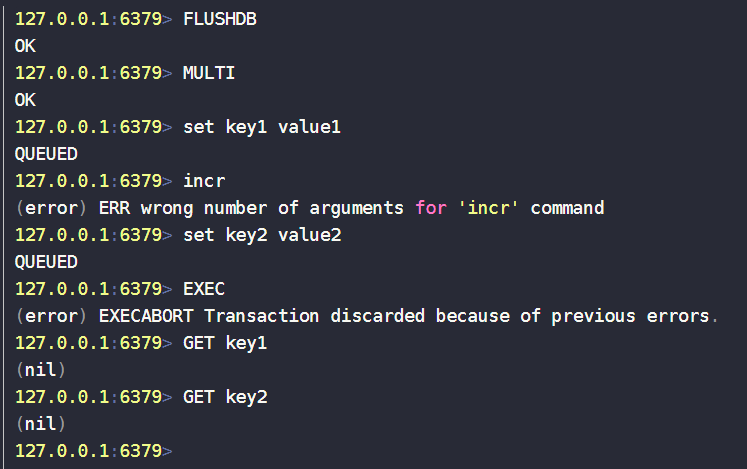 127.0.0.1:6379> FLUSHDB
OK
127.0.0.1:6379> MULTI
OK
127.0.0.1:6379> set key1 value1
QUEUED
127.0.0.1:6379> incr
(error) ERR wrong number of arguments for 'incr' command
127.0.0.1:6379> set key2 value2
QUEUED
127.0.0.1:6379> EXEC
(error) EXECABORT Transaction discarded because of previous errors.
127.0.0.1:6379> GET key1
(nil)
127.0.0.1:6379> GET key2
(nil)
127.0.0.1:6379>